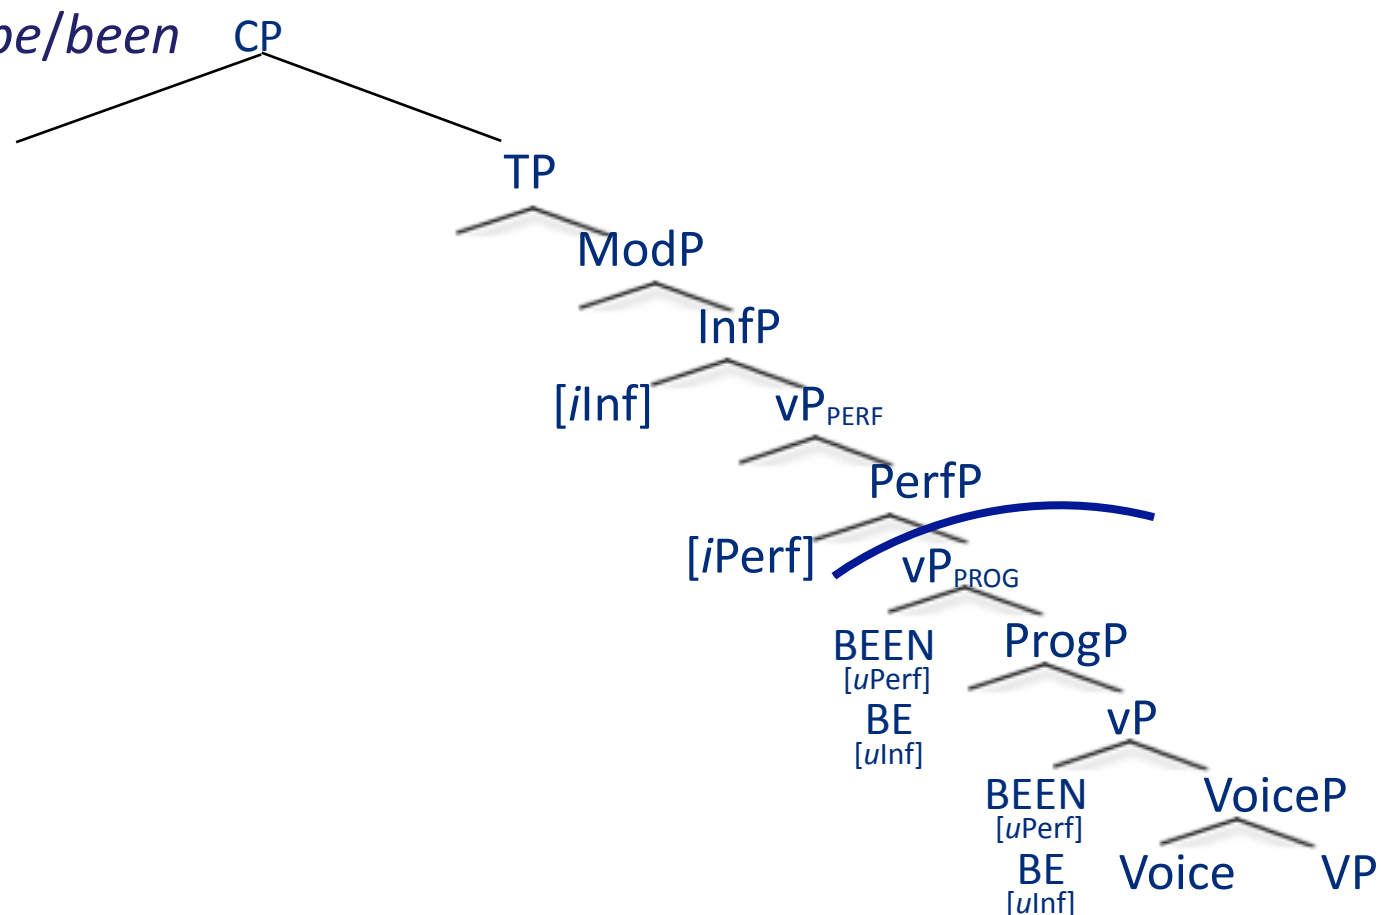 be/been
CP
TP
ModP
InfP
[iInf]
vPPERF
PerfP
[iPerf]
vPPROG
BEEN
[uPerf]
ProgP
BE
[uInf]
vP
BEEN
[uPerf]
VoiceP
BE
[uInf]
Voice
VP